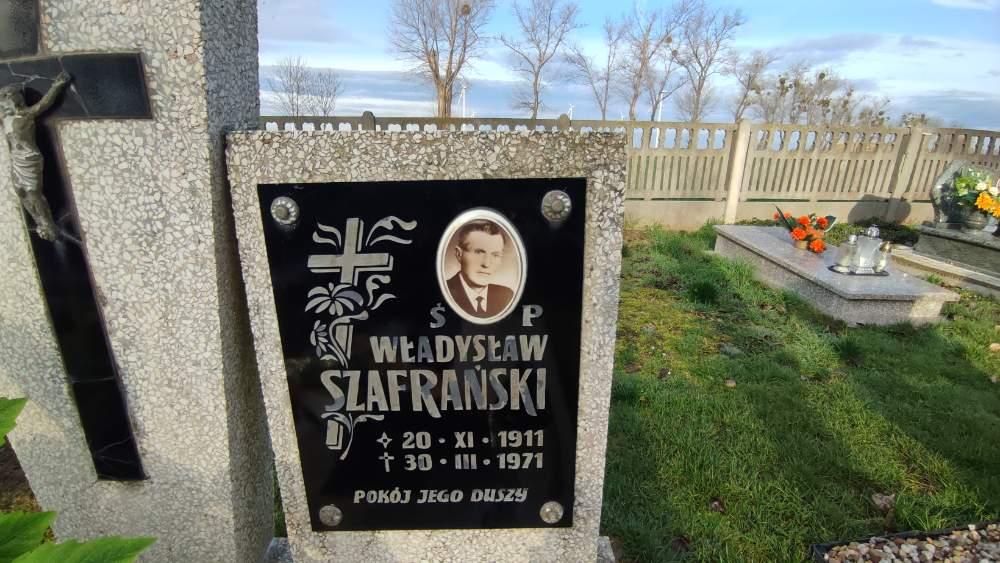 Ś P
WŁADYSŁAW
SZAFRAŃSKI
✧ 20 • XI • 1911
† 30 • III • 1971
POKÓJ JEGO DUSZY